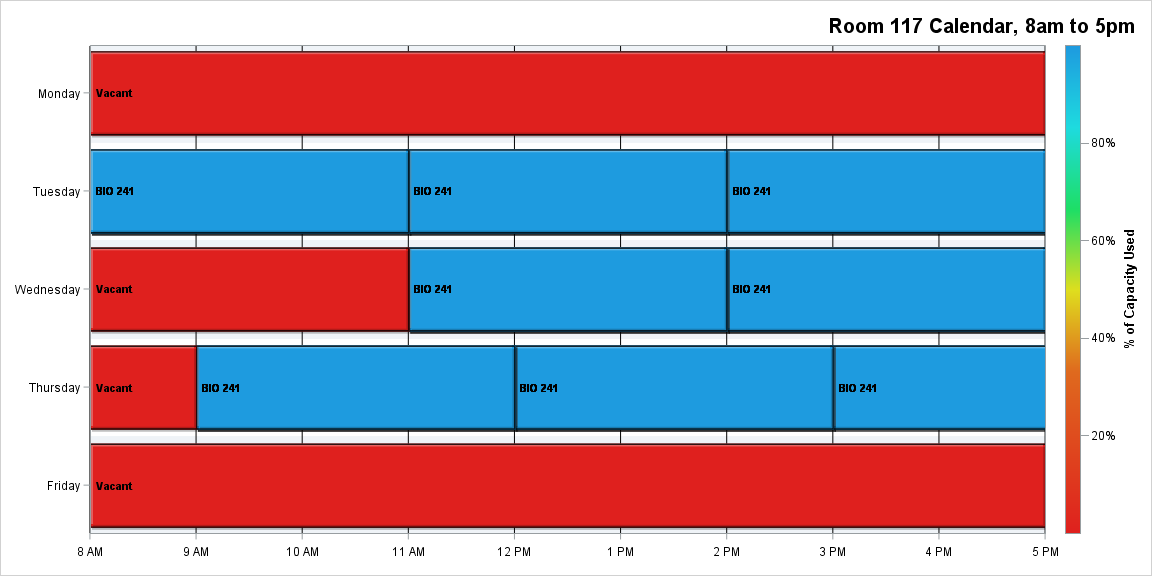 Room 117 Calendar, 8am to 5pm
Monday
Vacant
Tuesday
BIO 241
BIO 241
BIO 241
Wednesday
Vacant
BIO 241
BIO 241
Thursday
Vacant
BIO 241
BIO 241
BIO 241
Friday
Vacant
8 AM
9 AM
10 AM
11 AM
12 PM
1 PM
2 PM
3 PM
4 PM
5 PM
80%
60%
40%
20%
% of Capacity Used